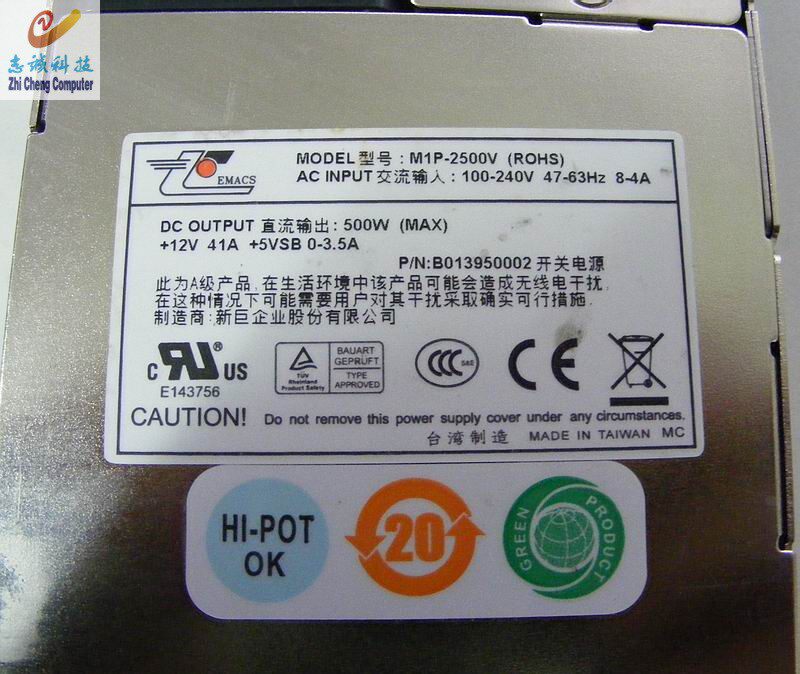 志诚科技
Zhi Cheng Computer
EMACS
MODEL 型号: M1P-2500V (ROHS)
AC INPUT 交流输入: 100-240V 47-63Hz 8-4A
DC OUTPUT 直流输出: 500W (MAX)
+12V 41A +5VSB 0-3.5A
P/N:B013950002 开关电源
此为A级产品, 在生活环境中该产品可能会造成无线电干扰,
在这种情况下可能需要用户对其干扰采取确实可行措施.
制造商: 新巨企业股份有限公司
C RU ® US
E143756
TÜV
Rheinland
Product Safety
BAUART
GEPRÜFT
TYPE
APPROVED
CCC S&E
CE
CAUTION! Do not remove this power supply cover under any circumstances.
台湾制造 MADE IN TAIWAN MC
HI-POT
OK
20
GREEN PRODUCT